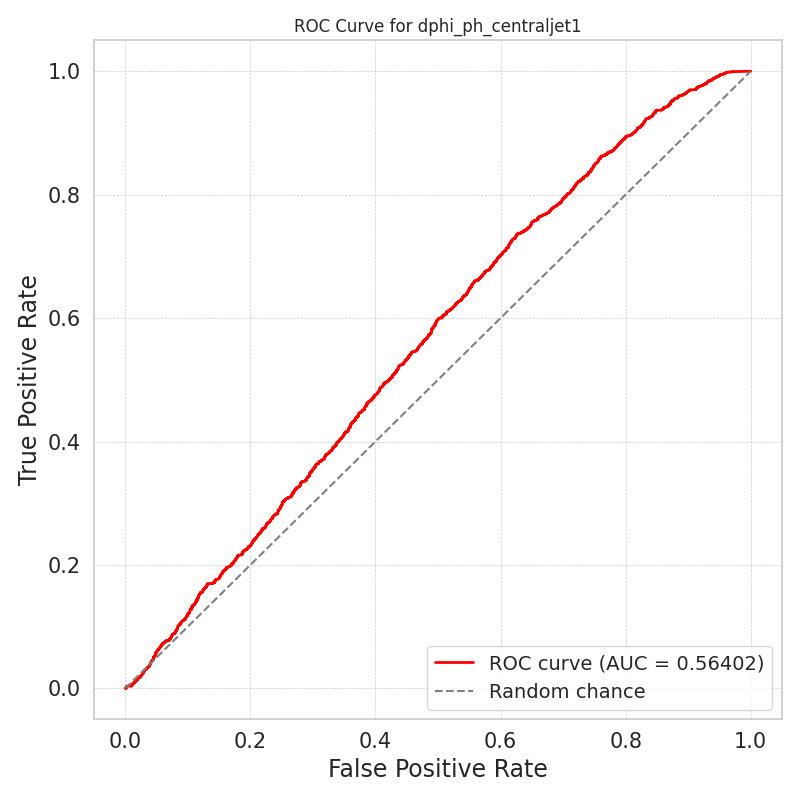 ROC Curve for dphi_ph_centraljet1
True Positive Rate
1.0
0.8
0.6
0.4
0.2
0.0
ROC curve (AUC = 0.56402)
Random chance
0.0 0.2 0.4 0.6 0.8 1.0
False Positive Rate